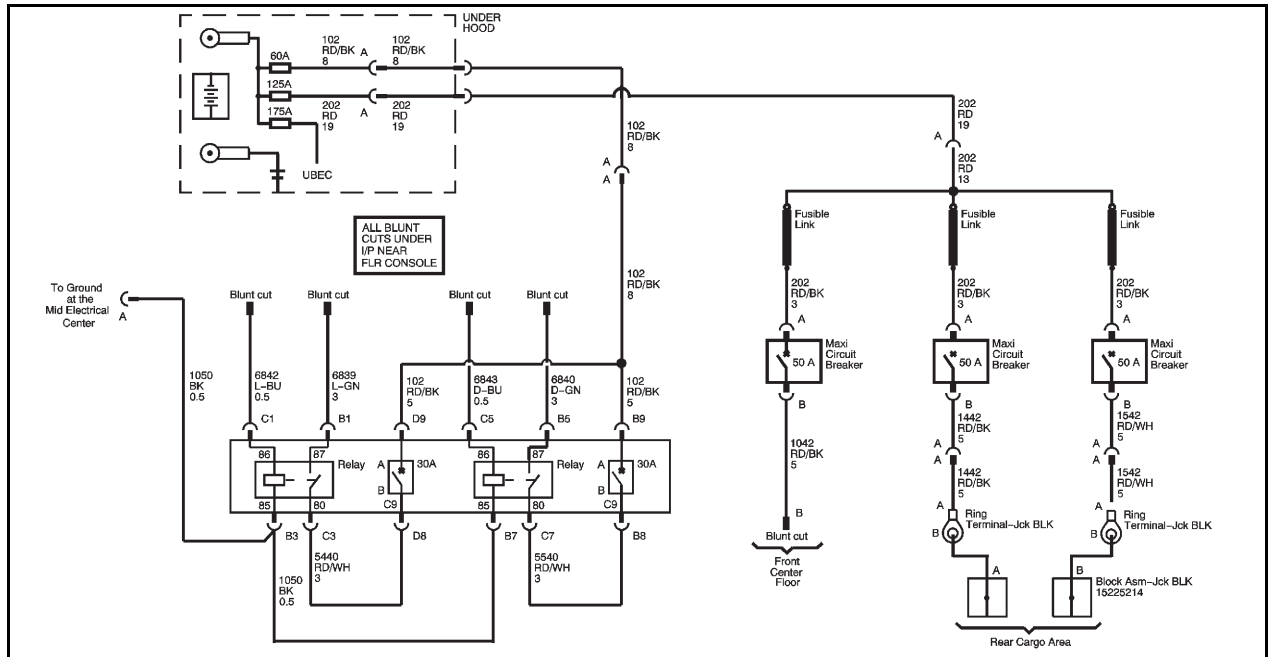 UNDER
HOOD
102
RD/BK
8
A
102
RD/BK
8
60A
125A
175A
202
RD
19
A
202
RD
19
UBEC
102
RD/BK
8
A
A
202
RD
19
A
202
RD
13
ALL BLUNT
CUTS UNDER
I/P NEAR
FLR CONSOLE
102
RD/BK
8
Fusible
Link
Fusible
Link
Fusible
Link
To Ground
at the
Mid Electrical
Center
A
Blunt cut
Blunt cut
Blunt cut
Blunt cut
202
RD/BK
3
202
RD/BK
3
202
RD/BK
3
A
A
A
50 A
Maxi
Circuit
Breaker
50 A
Maxi
Circuit
Breaker
50 A
Maxi
Circuit
Breaker
B
B
B
1050
BK
0.5
6842
L-BU
0.5
6839
L-GN
3
102
RD/BK
5
6843
D-BU
0.5
6840
D-GN
3
102
RD/BK
5
C1
B1
D9
C5
B5
B9
86
87
Relay
A
30A
B
C9
85
80
86
87
Relay
A
30A
B
C9
85
80
B3
C3
D8
B7
C7
B8
5440
RD/WH
3
5540
RD/WH
3
1050
BK
0.5
1042
RD/BK
5
B
Blunt cut
Front
Center
Floor
1442
RD/BK
5
A
A
1442
RD/BK
5
A
B
Ring
Terminal-Jck BLK
1542
RD/WH
5
A
A
1542
RD/WH
5
A
B
Ring
Terminal-Jck BLK
A
B
Block Asm-Jck BLK
15225214
Rear Cargo Area